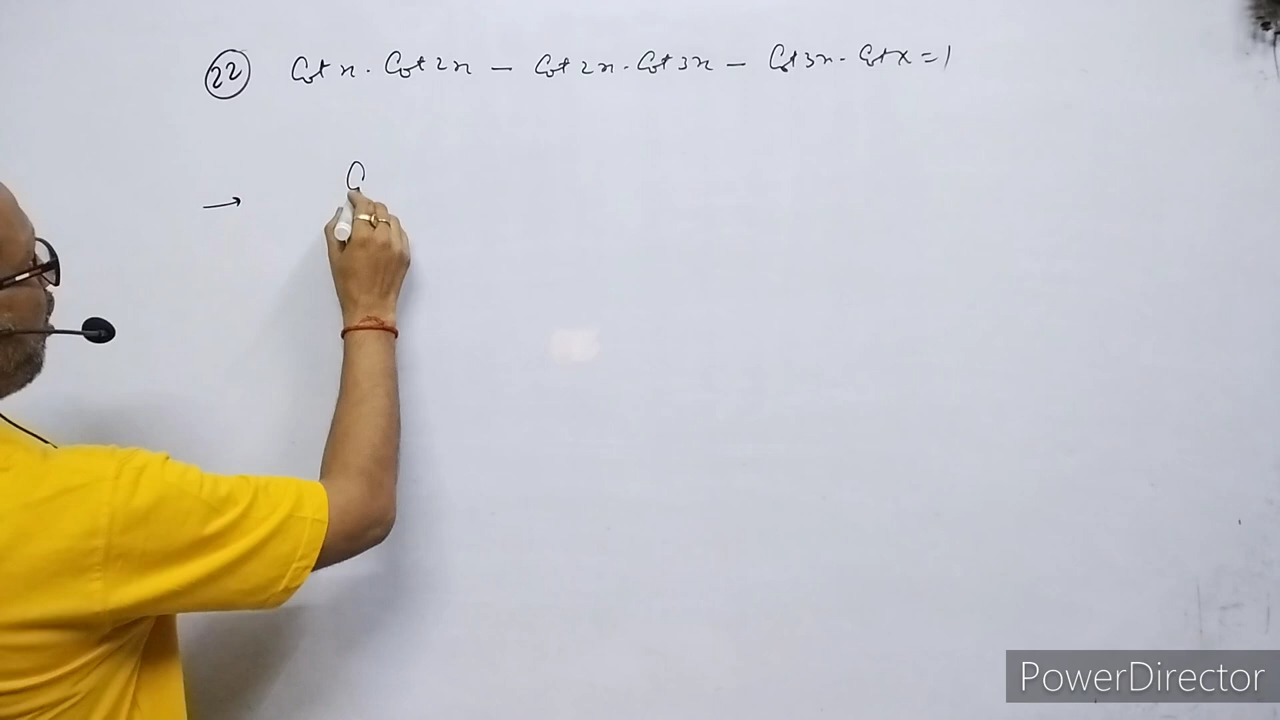 22 Cot x . Cot 2x - Cot 2x . Cot 3x - Cot 3x . Cot x = 1
→ C
PowerDirector